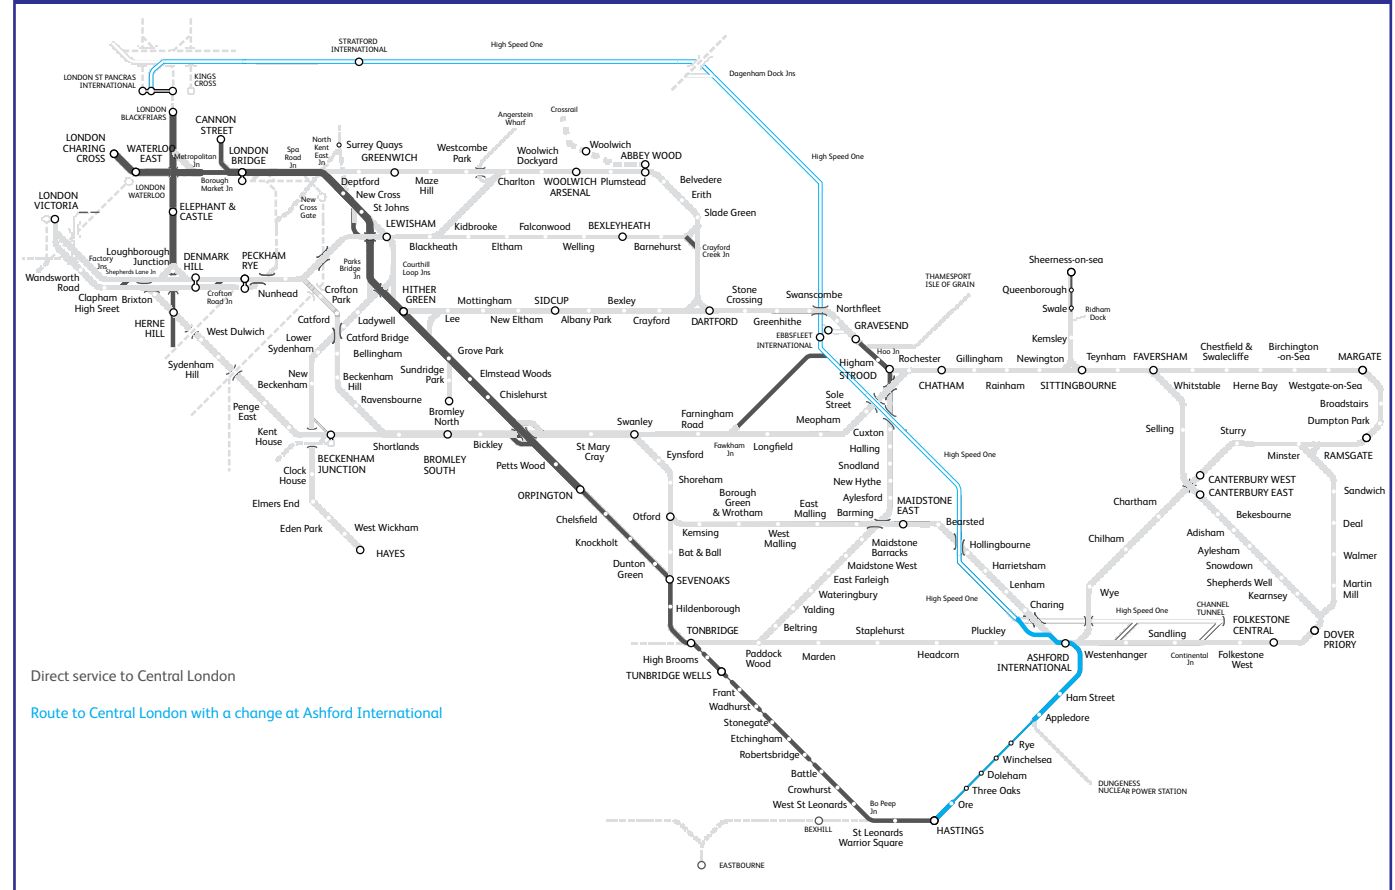 STRATFORD
INTERNATIONAL
High Speed One
Dagenham Dock Jns
LONDON ST PANCRAS
INTERNATIONAL
KINGS
CROSS
LONDON
BLACKFRIARS
CANNON
STREET
LONDON
CHARING
CROSS
WATERLOO
EAST
Metropolitan
Jn
LONDON
BRIDGE
Spa
Road
Jn
North
Kent
East
Jn
Surrey Quays
GREENWICH
Westcombe
Park
Angerstein
Wharf
Crossrail
Woolwich
Dockyard
Woolwich
ABBEY WOOD
High Speed One
LONDON
WATERLOO
Borough
Market Jn
Deptford
Maze
Hill
Charlton
WOOLWICH
ARSENAL
Plumstead
Belvedere
Erith
Slade Green
LONDON
VICTORIA
ELEPHANT &
CASTLE
New
Cross
Gate
New Cross
St Johns
LEWISHAM
Kidbrooke
Falconwood
BEXLEYHEATH
Blackheath
Eltham
Welling
Barnehurst
Crayford
Creek Jn
Loughborough
Junction
Factory
Jns
Shepherds Lane Jn
DENMARK
HILL
PECKHAM
RYE
Parks
Bridge
Jn
Courthill
Loop Jns
Wandsworth
Road
Clapham
High Sreet
Brixton
Crofton
Road Jn
Nunhead
Crofton
Park
HITHER
GREEN
Mottingham
SIDCUP
Bexley
Stone
Crossing
Swanscombe
Northfleet
THAMESPORT
ISLE OF GRAIN
Sheerness-on-sea
Queenborough
Swale
Ridham
Dock
Kemsley
HERNE
HILL
West Dulwich
Catford
Ladywell
Catford Bridge
Lee
New Eltham
Albany Park
Crayford
DARTFORD
Greenhithe
EBBSFLEET
INTERNATIONAL
GRAVESEND
Lower
Sydenham
Bellingham
Grove Park
Higham
STROOD
Hoo Jn
Rochester
Gillingham
Newington
Teynham
FAVERSHAM
Chestfield &
Swalecliffe
Birchington
-on-Sea
MARGATE
Sydenham
Hill
New
Beckenham
Beckenham
Hill
Ravensbourne
Sundridge
Park
Elmstead Woods
Chislehurst
CHATHAM
Rainham
SITTINGBOURNE
Whitstable
Herne Bay
Westgate-on-Sea
Broadstairs
Dumpton Park
Penge
East
Kent
House
Bromley
North
Sole
Street
Meopham
Farningham
Road
Swanley
Selling
Sturry
Minster
RAMSGATE
BECKENHAM
JUNCTION
Shortlands
BROMLEY
SOUTH
Bickley
Petts Wood
St Mary
Cray
Fawkham
Jn
Longfield
Cuxton
Halling
Snodland
New Hythe
Aylesford
Barming
High Speed One
Clock
House
Elmers End
Eden Park
West Wickham
HAYES
ORPINGTON
Eynsford
Shoreham
Chelsfield
Otford
Borough
Green
& Wrotham
East
Malling
MAIDSTONE
EAST
Chartham
CANTERBURY WEST
CANTERBURY EAST
Bekesbourne
Sandwich
Deal
Knockholt
Kemsing
West
Malling
Bearsted
Hollingbourne
Chilham
Adisham
Aylesham
Snowdown
Shepherds Well
Kearnsey
Walmer
Martin
Mill
Dunton
Green
Bat & Ball
SEVENOAKS
Maidstone
Barracks
Maidstone West
East Farleigh
Wateringbury
Yalding
Beltring
Harrietsham
Lenham
Charing
High Speed One
Wye
High Speed One
CHANNEL
TUNNEL
Hildenborough
TONBRIDGE
Staplehurst
Pluckley
Sandling
FOLKESTONE
CENTRAL
DOVER
PRIORY
High Brooms
TUNBRIDGE WELLS
Paddock
Wood
Marden
Headcorn
ASHFORD
INTERNATIONAL
Westenhanger
Continental
Jn
Folkestone
West
Direct service to Central London
Route to Central London with a change at Ashford International
Frant
Wadhurst
Stonegate
Etchingham
Robertsbridge
Battle
Crowhurst
West St Leonards
Bo Peep
Jn
Ham Street
Appledore
Rye
Winchelsea
Doleham
Three Oaks
Ore
DUNGENESS
NUCLEAR POWER STATION
BEXHILL
St Leonards
Warrior Square
HASTINGS
EASTBOURNE